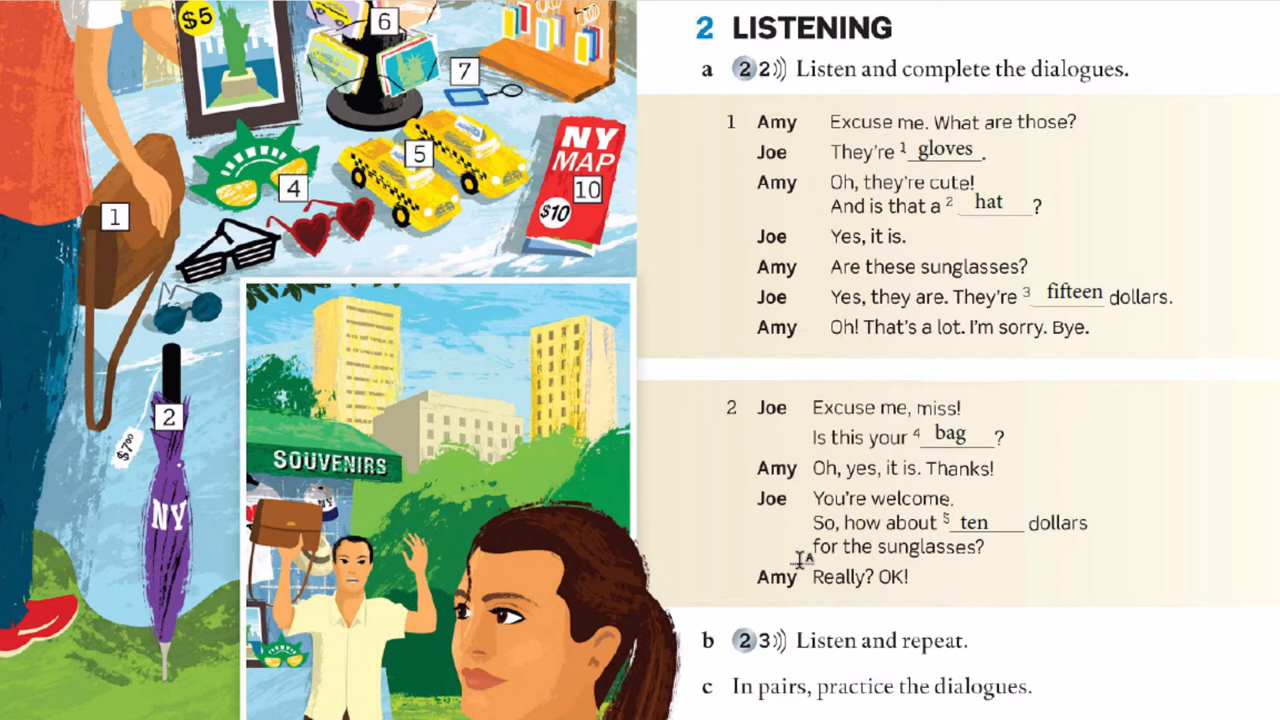 $5
6
7
5
NY
MAP
10
$10
4
1
2
$7.00
NY
SOUVENIRS
NY
2 LISTENING
a 2 2 Listen and complete the dialogues.
1 Amy Excuse me. What are those?
Joe They're 1 gloves.
Amy Oh, they're cute!
And is that a 2 hat ?
Joe Yes, it is.
Amy Are these sunglasses?
Joe Yes, they are. They're 3 fifteen dollars.
Amy Oh! That's a lot. I'm sorry. Bye.
2 Joe Excuse me, miss!
Is this your 4 bag ?
Amy Oh, yes, it is. Thanks!
Joe You're welcome.
So, how about 5 ten dollars
for the sunglasses?
Amy Really? OK!
b 2 3 Listen and repeat.
c In pairs, practice the dialogues.